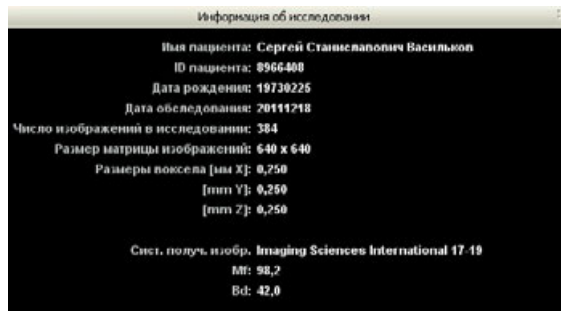 Информация об исследовании
Имя пациента: Сергей Станиславович Васильков
ID пациента: 8966408
Дата рождения: 19730225
Дата обследования: 20111218
Число изображений в исследовании: 384
Размер матрицы изображений: 640 x 640
Размеры воксела [мм X]: 0,250
[mm Y]: 0,250
[mm Z]: 0,250
Сист. получ. изобр. Imaging Sciences International 17-19
Mf: 98,2
Bd: 42,0